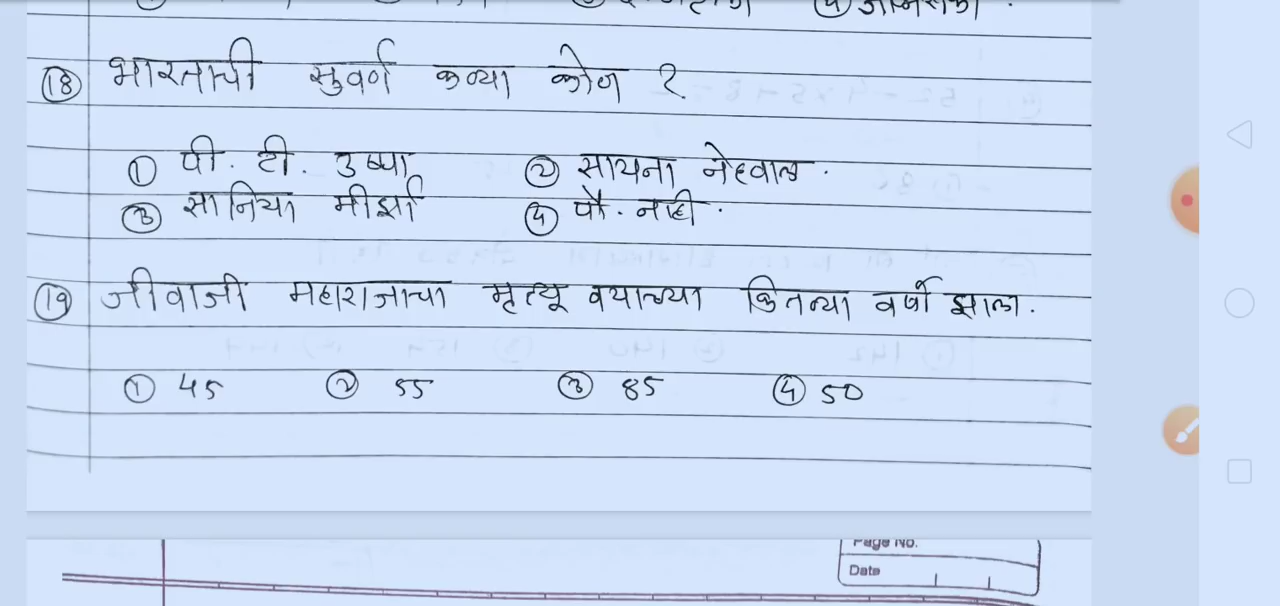 18 भारताची सुवर्ण कन्या कोण ?
1 पी. टी. उष्पा 2 सायना नेहवाल.
3 सानिया मीर्झा 4 पौ. नाही.
19 जीवाजी महाराजाचा मृत्यू वयाच्या कितव्या वर्षी झाला.
1 45 2 55 3 85 4 50
Page No.
Date